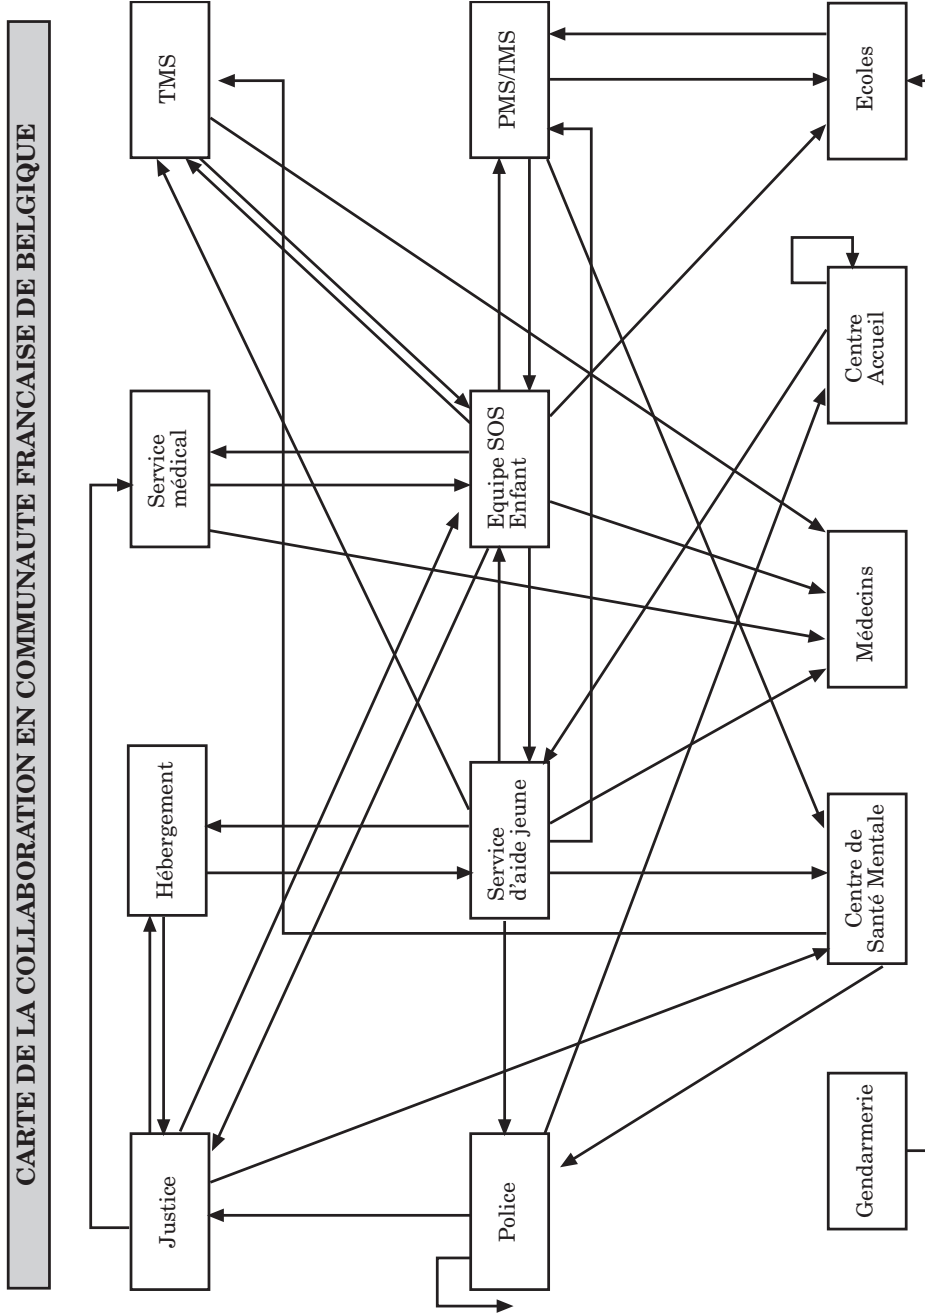 CARTE DE LA COLLABORATION EN COMMUNAUTE FRANCAISE DE BELGIQUE
Justice
Hébergement
Service
médical
TMS
Police
Service
d'aide jeune
Equipe SOS
Enfant
PMS/IMS
Gendarmerie
Centre de
Santé Mentale
Médecins
Centre
Accueil
Ecoles